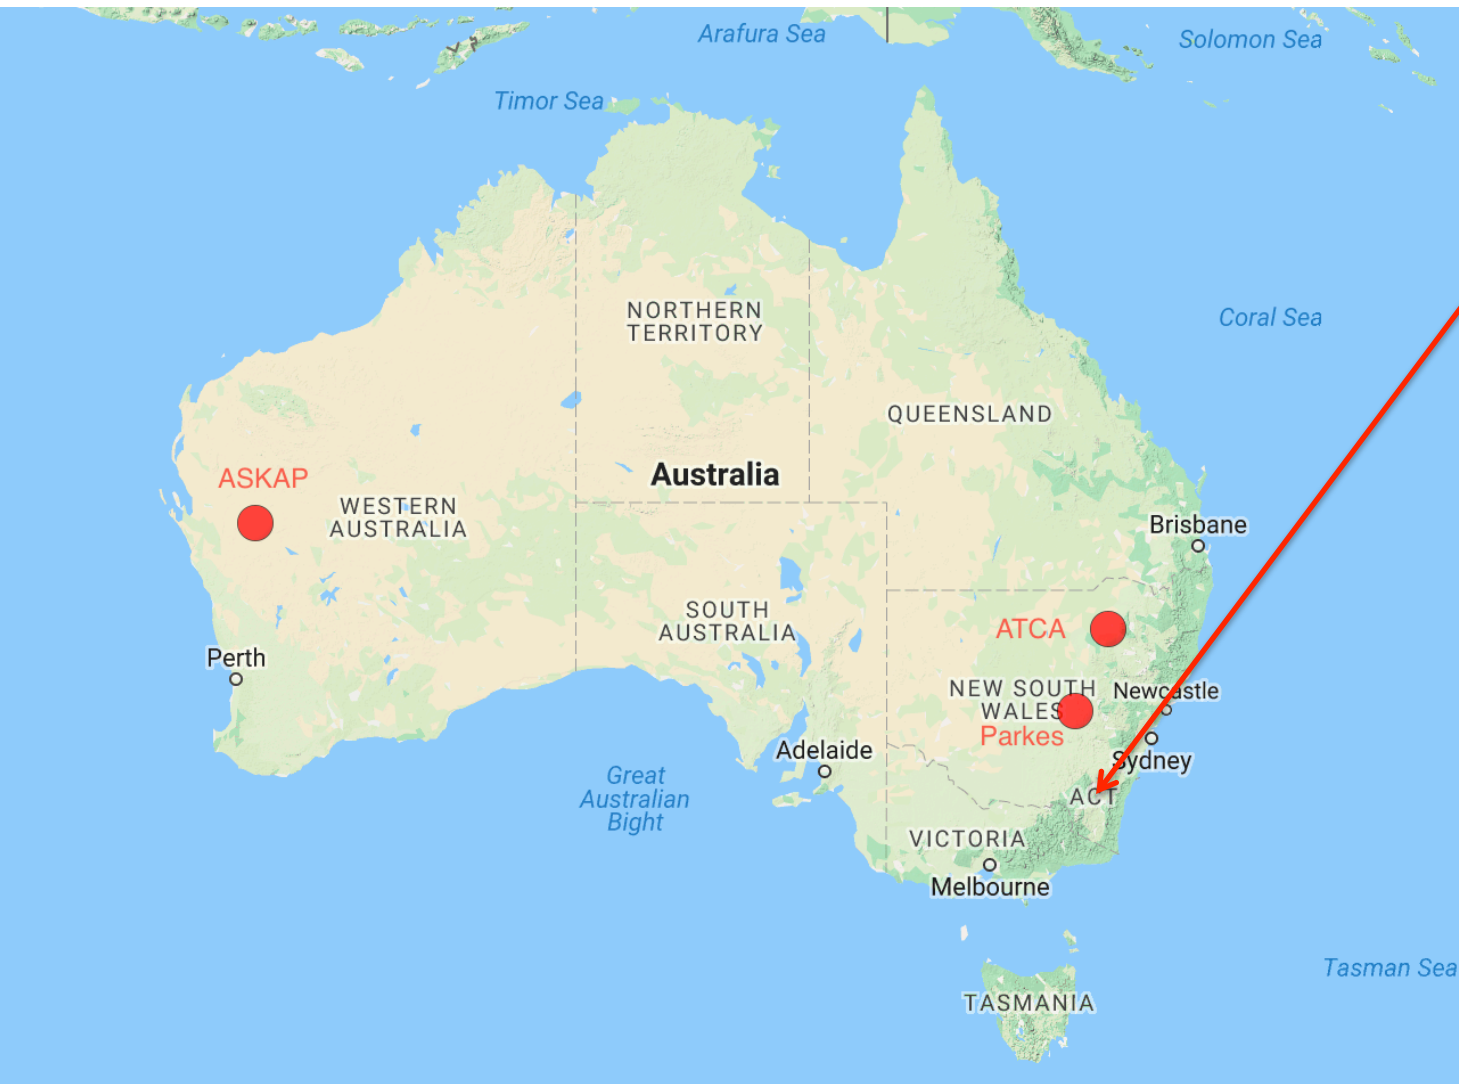 Arafura Sea
Solomon Sea
Timor Sea
NORTHERN
TERRITORY
Coral Sea
QUEENSLAND
Australia
ASKAP
WESTERN
AUSTRALIA
Brisbane
SOUTH
AUSTRALIA
ATCA
Perth
NEW SOUTH
WALES
Newcastle
Parkes
Adelaide
Sydney
Great
Australian
Bight
ACT
VICTORIA
Melbourne
Tasman Sea
TASMANIA